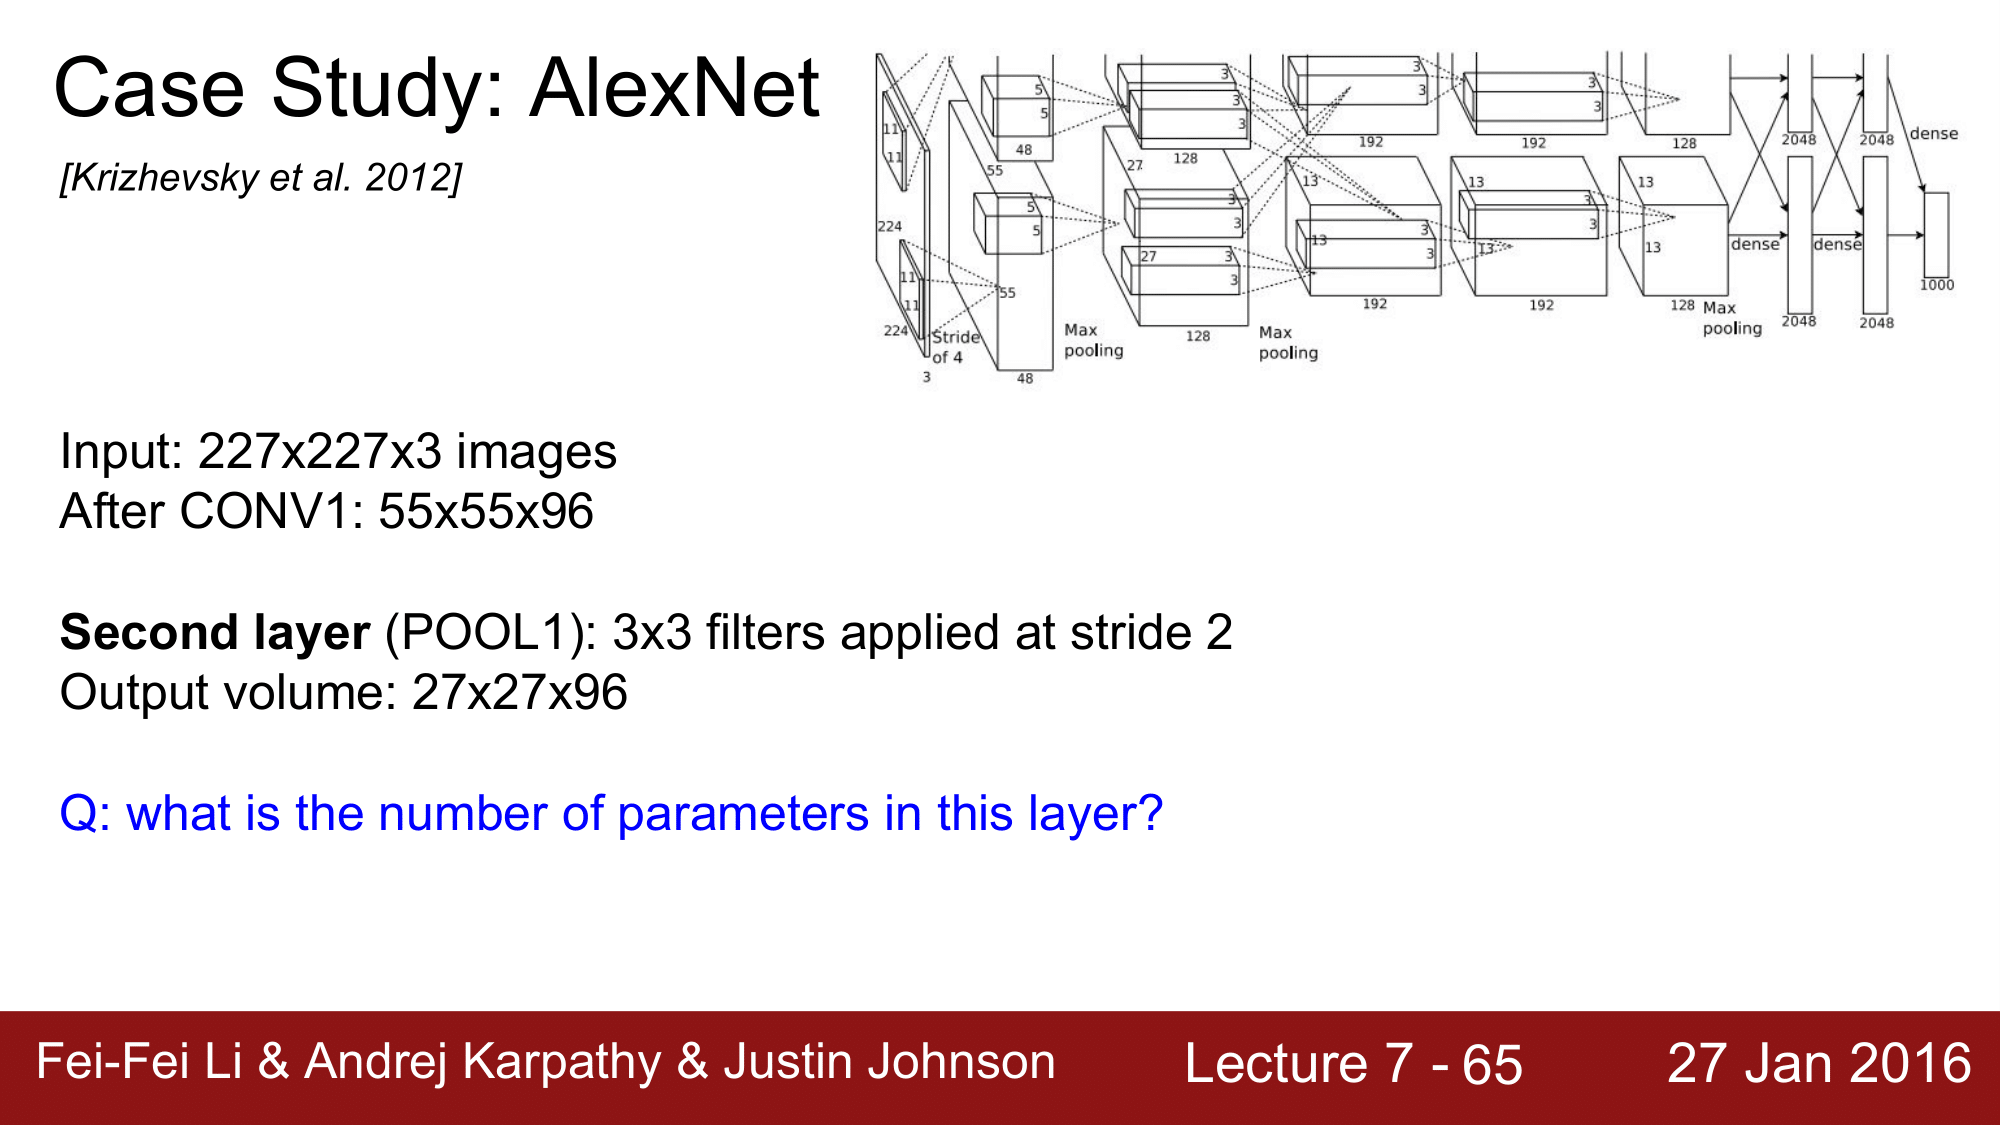 Case Study: AlexNet
[Krizhevsky et al. 2012]
11
11
224
11
11
224
3
Stride
of 4
55
5
5
48
5
5
55
48
Max
pooling
27
3
3
3
3
128
3
3
27
3
3
128
Max
pooling
3
3
192
13
13
3
3
192
3
3
192
13
3
3
13
192
128
13
13
128
Max
pooling
2048
2048
dense
dense
dense
2048
2048
1000
Input: 227x227x3 images
After CONV1: 55x55x96
Second layer (POOL1): 3x3 filters applied at stride 2
Output volume: 27x27x96
Q: what is the number of parameters in this layer?
Fei-Fei Li & Andrej Karpathy & Justin Johnson
Lecture 7 - 65
27 Jan 2016